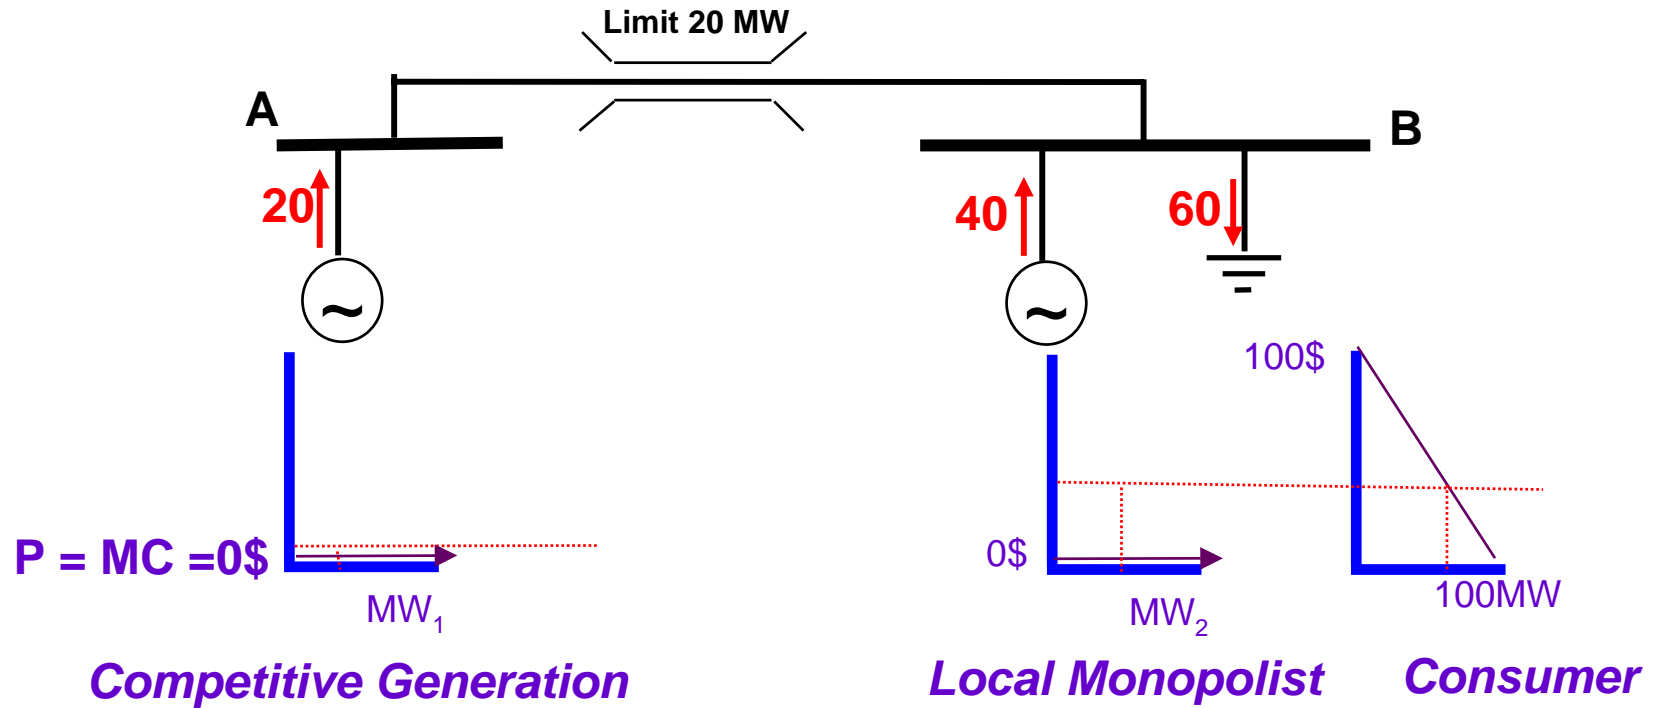 Limit 20 MW
A
B
20
40
60
~
~
100$
P = MC =0$
0$
MW1
MW2
100MW
Competitive Generation
Local Monopolist
Consumer